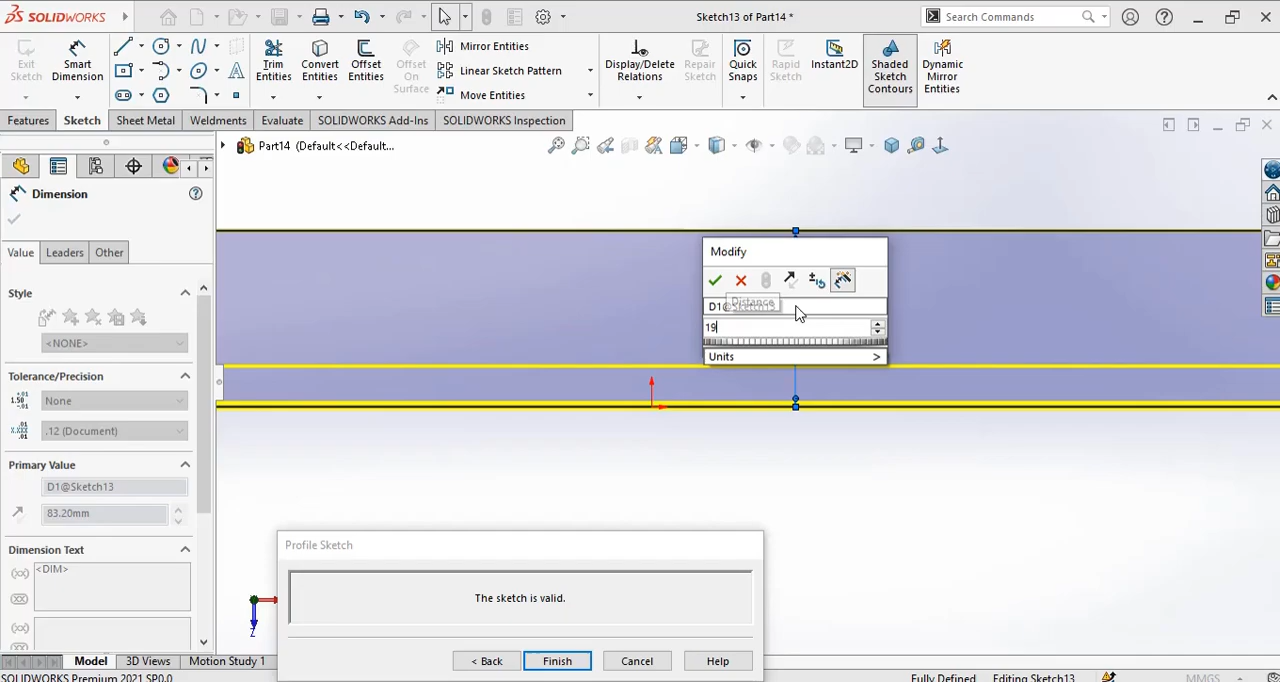 SOLIDWORKS
Sketch13 of Part14 *
Search Commands
Exit Sketch
Smart Dimension
Trim Entities
Convert Entities
Offset Entities
Offset On Surface
Mirror Entities
Linear Sketch Pattern
Move Entities
Display/Delete Relations
Repair Sketch
Quick Snaps
Rapid Sketch
Instant2D
Shaded Sketch Contours
Dynamic Mirror Entities
Features
Sketch
Sheet Metal
Weldments
Evaluate
SOLIDWORKS Add-Ins
SOLIDWORKS Inspection
Part14 (Default<<Default...
Dimension
Value
Leaders
Other
Style
<NONE>
Tolerance/Precision
None
.12 (Document)
Primary Value
D1@Sketch13
83.20mm
Dimension Text
<DIM>
Modify
D1@Sketch13
Distance
19
Units
Profile Sketch
The sketch is valid.
< Back
Finish
Cancel
Help
Z
Model
3D Views
Motion Study 1
SOLIDWORKS Premium 2021 SP0.0
Fully Defined
Editing Sketch13
MMGS